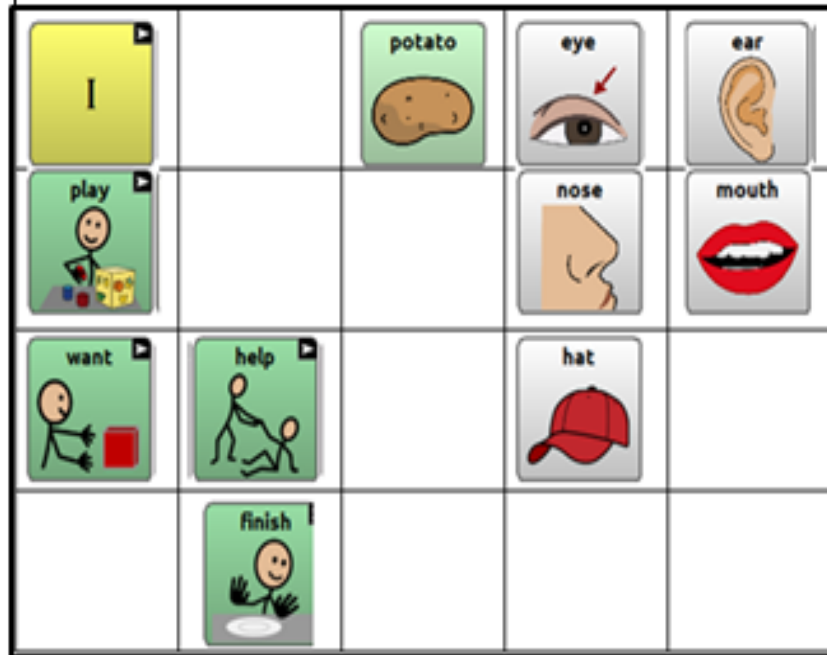 I
potato
eye
ear
play
nose
mouth
want
help
hat
finish